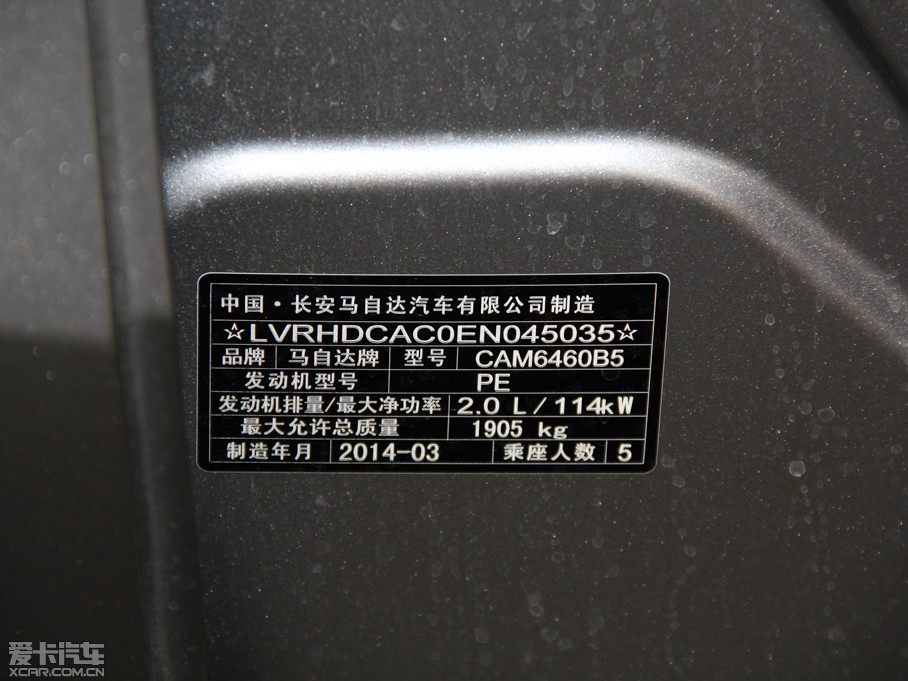 中国·长安马自达汽车有限公司制造
☆LVRHDCAC0EN045035☆
品牌 马自达牌 型号 CAM6460B5
发动机型号 PE
发动机排量/最大净功率 2.0 L/114kW
最大允许总质量 1905 kg
制造年月 2014-03 乘座人数 5
爱卡汽车
XCAR.COM.CN